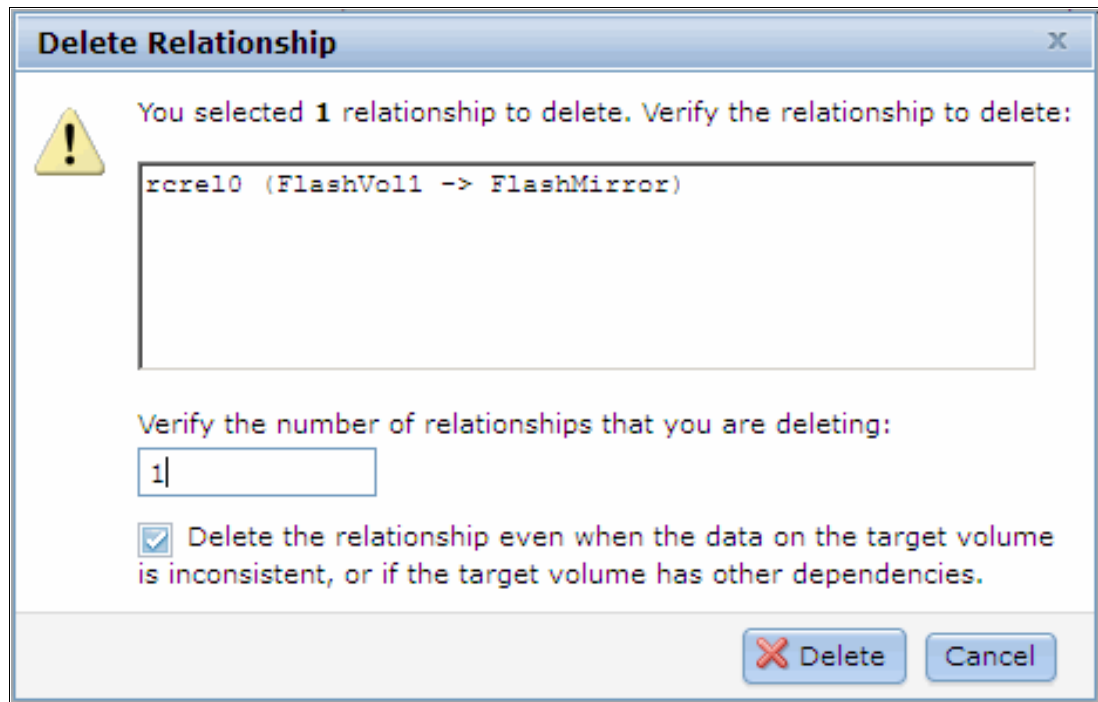 Delete Relationship
x
You selected 1 relationship to delete. Verify the relationship to delete:
rcrel0 (FlashVol1 -> FlashMirror)
Verify the number of relationships that you are deleting:
1
Delete the relationship even when the data on the target volume
is inconsistent, or if the target volume has other dependencies.
Delete Cancel